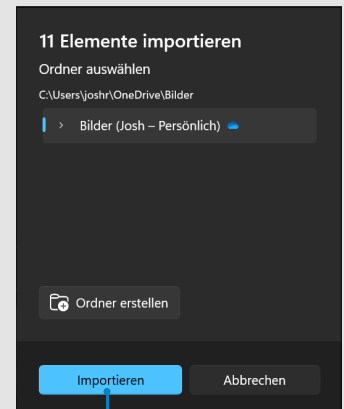 11 Elemente importieren
Ordner auswählen
C:\Users\joshr\OneDrive\Bilder
Bilder (Josh – Persönlich)
Ordner erstellen
Importieren
Abbrechen